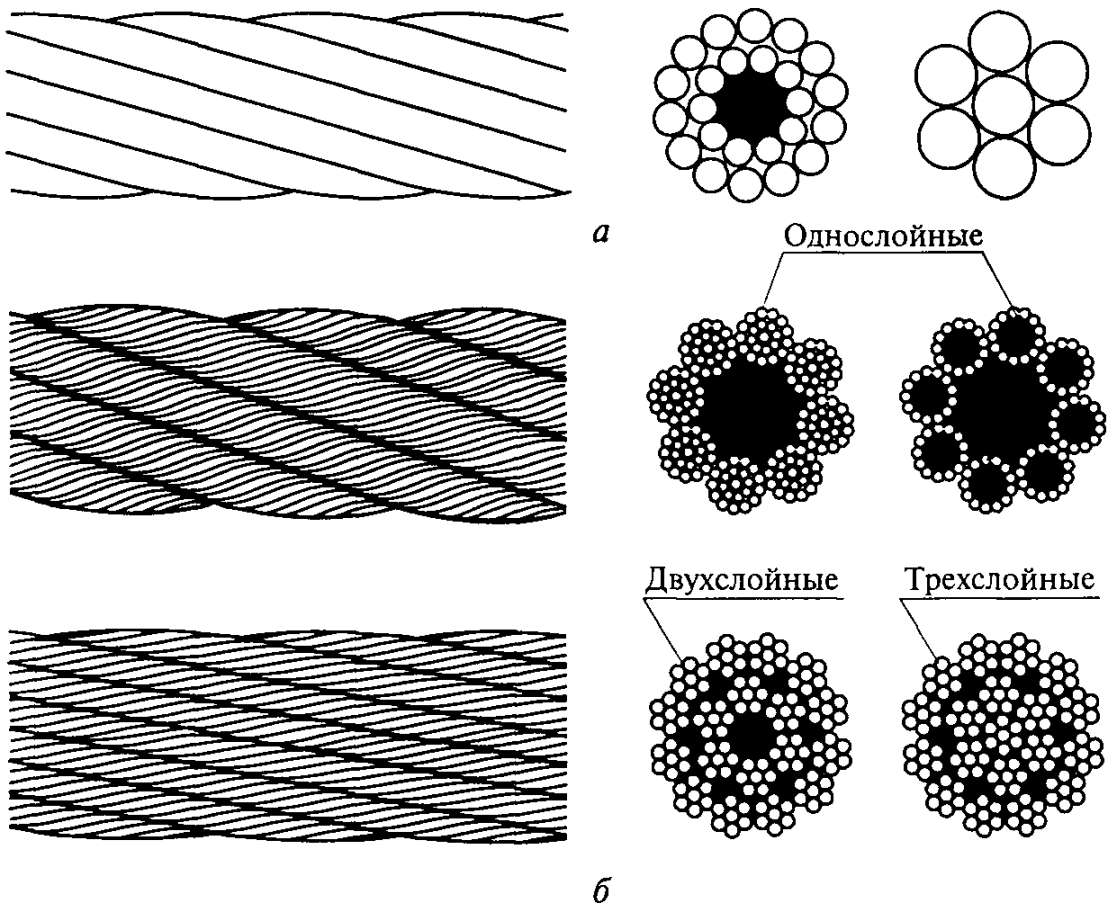 а
Однослойные
Двухслойные
Трехслойные
б